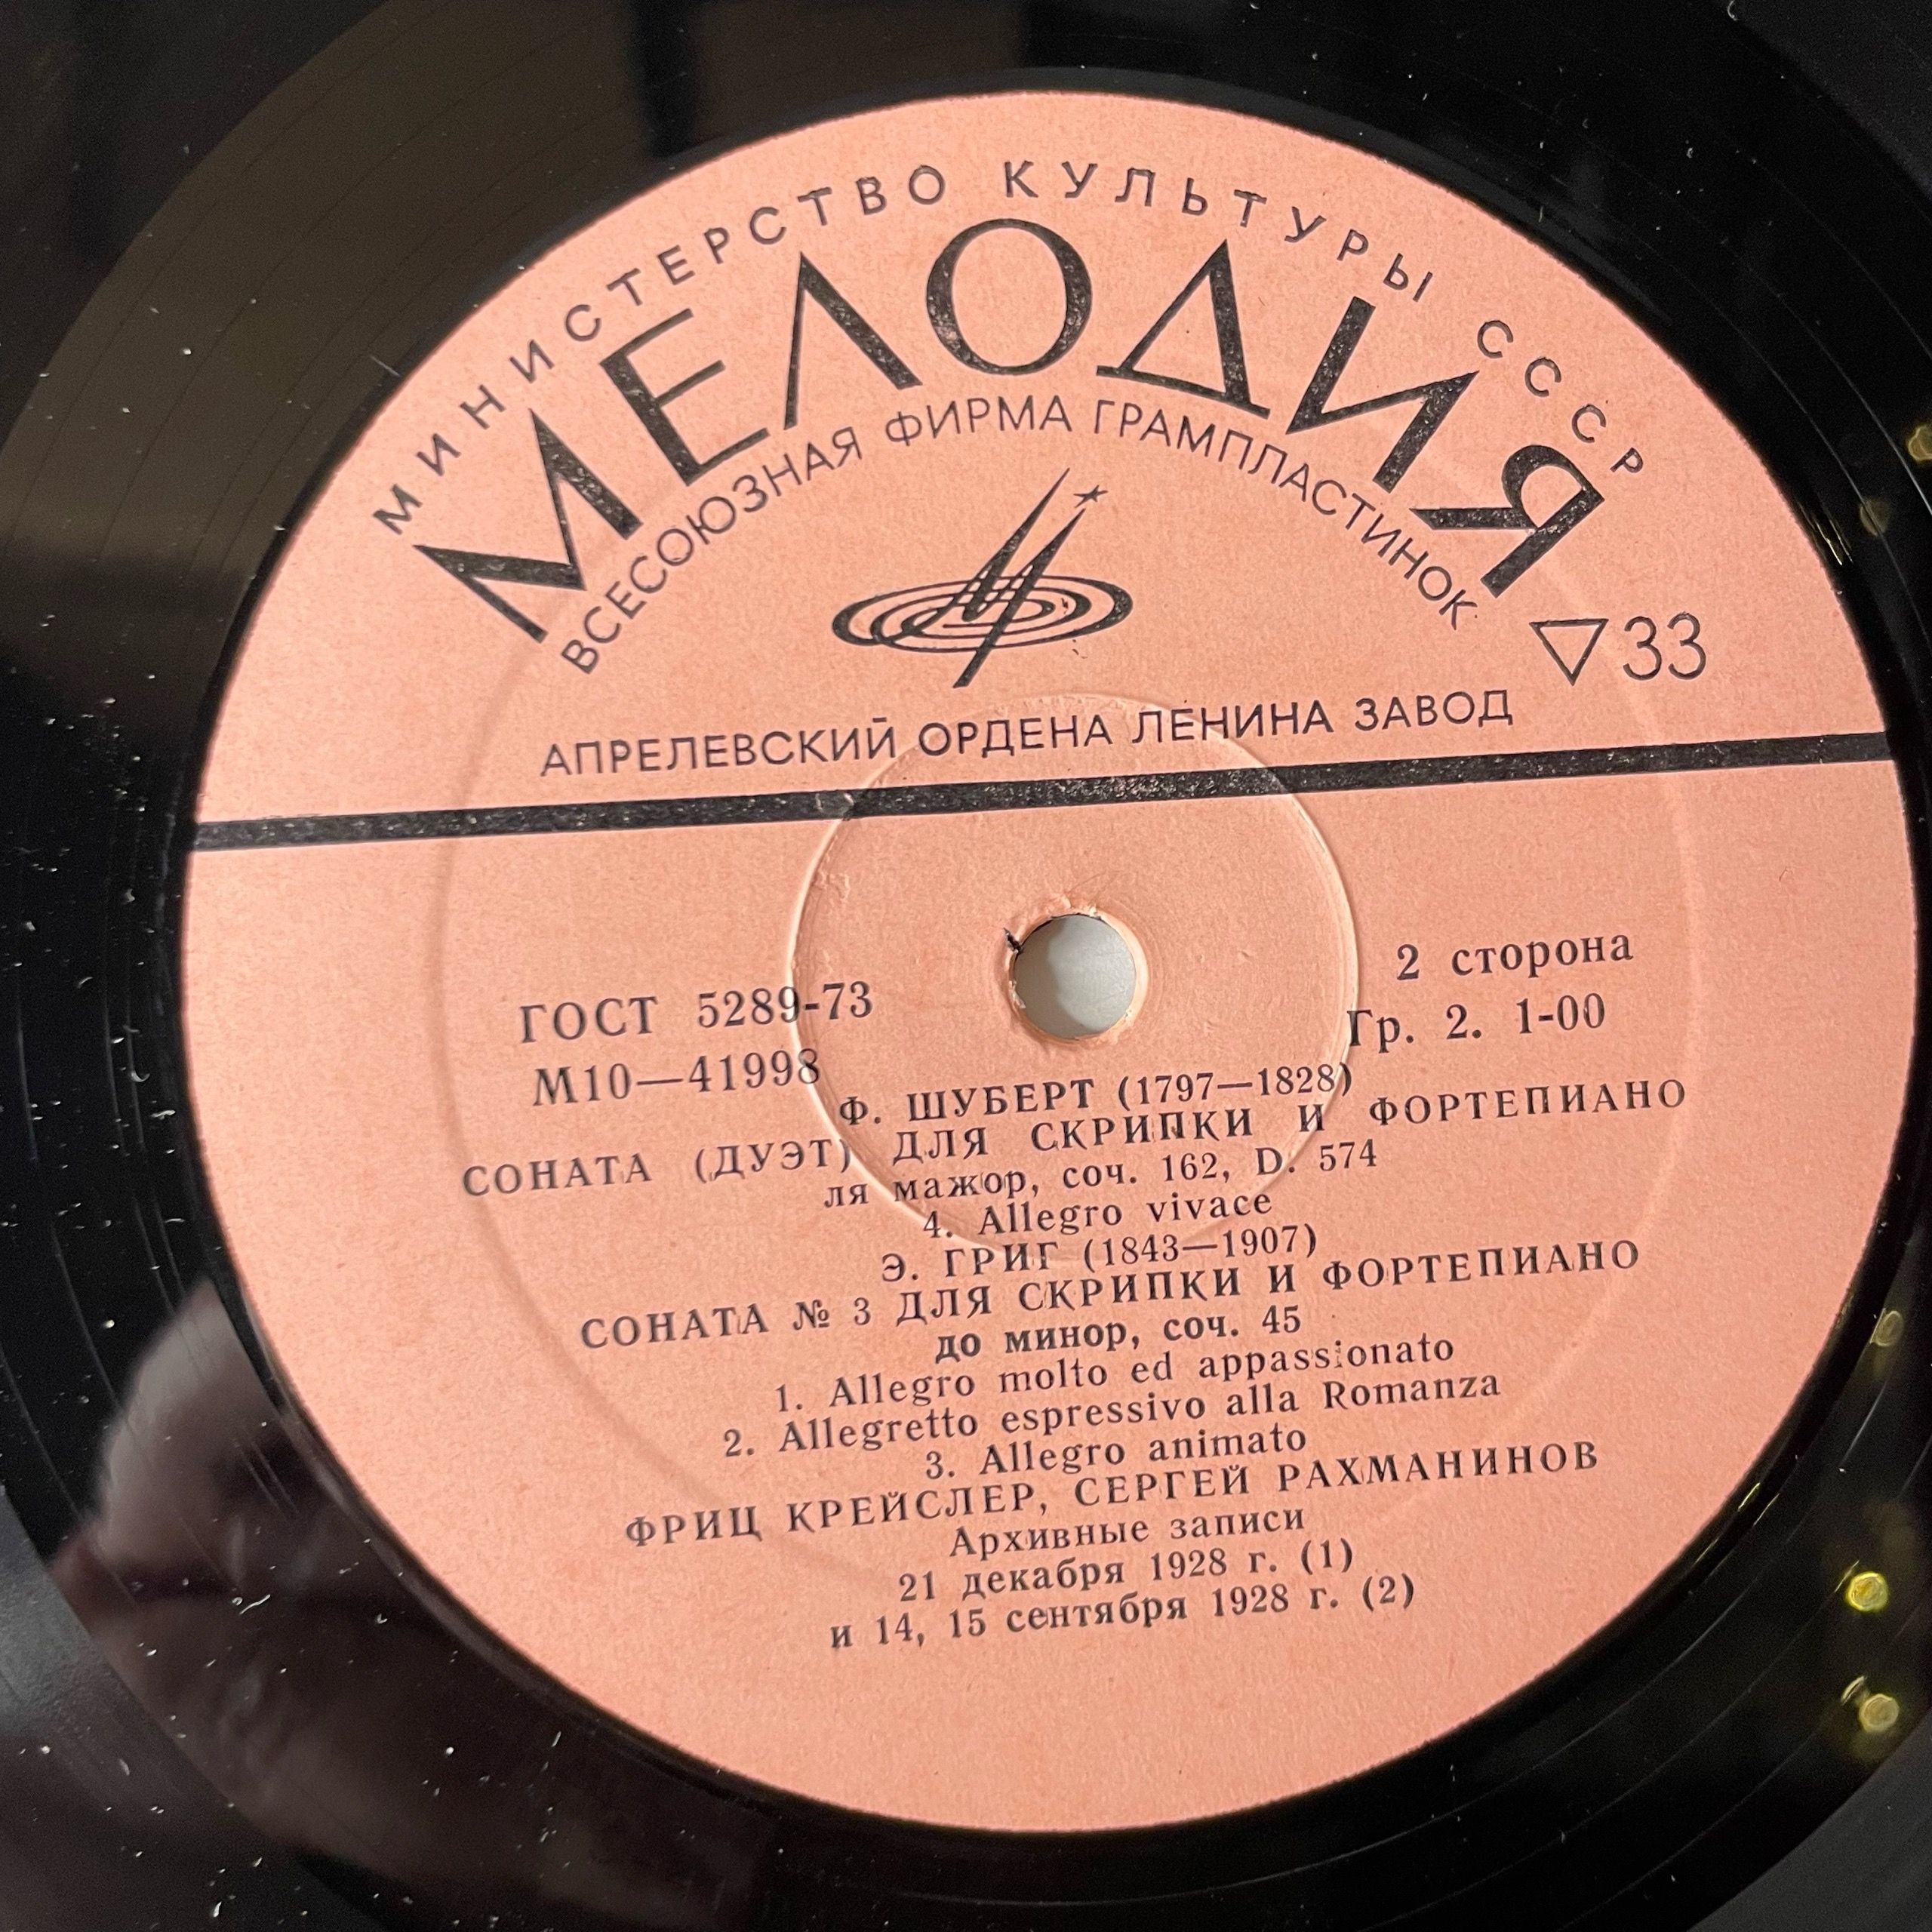 МИНИСТЕРСТВО КУЛЬТУРЫ СССР
МЕЛОДИЯ
ВСЕСОЮЗНАЯ ФИРМА ГРАМПЛАСТИНОК
▽33
АПРЕЛЕВСКИЙ ОРДЕНА ЛЕНИНА ЗАВОД
ГОСТ 5289-73
2 сторона
М10—41998
Гр. 2. 1-00
Ф. ШУБЕРТ (1797—1828)
СОНАТА (ДУЭТ) ДЛЯ СКРИПКИ И ФОРТЕПИАНО
ля мажор, соч. 162, D. 574
4. Allegro vivace
Э. ГРИГ (1843—1907)
СОНАТА № 3 ДЛЯ СКРИПКИ И ФОРТЕПИАНО
до минор, соч. 45
1. Allegro molto ed appassionato
2. Allegretto espressivo alla Romanza
3. Allegro animato
ФРИЦ КРЕЙСЛЕР, СЕРГЕЙ РАХМАНИНОВ
Архивные записи
21 декабря 1928 г. (1)
и 14, 15 сентября 1928 г. (2)